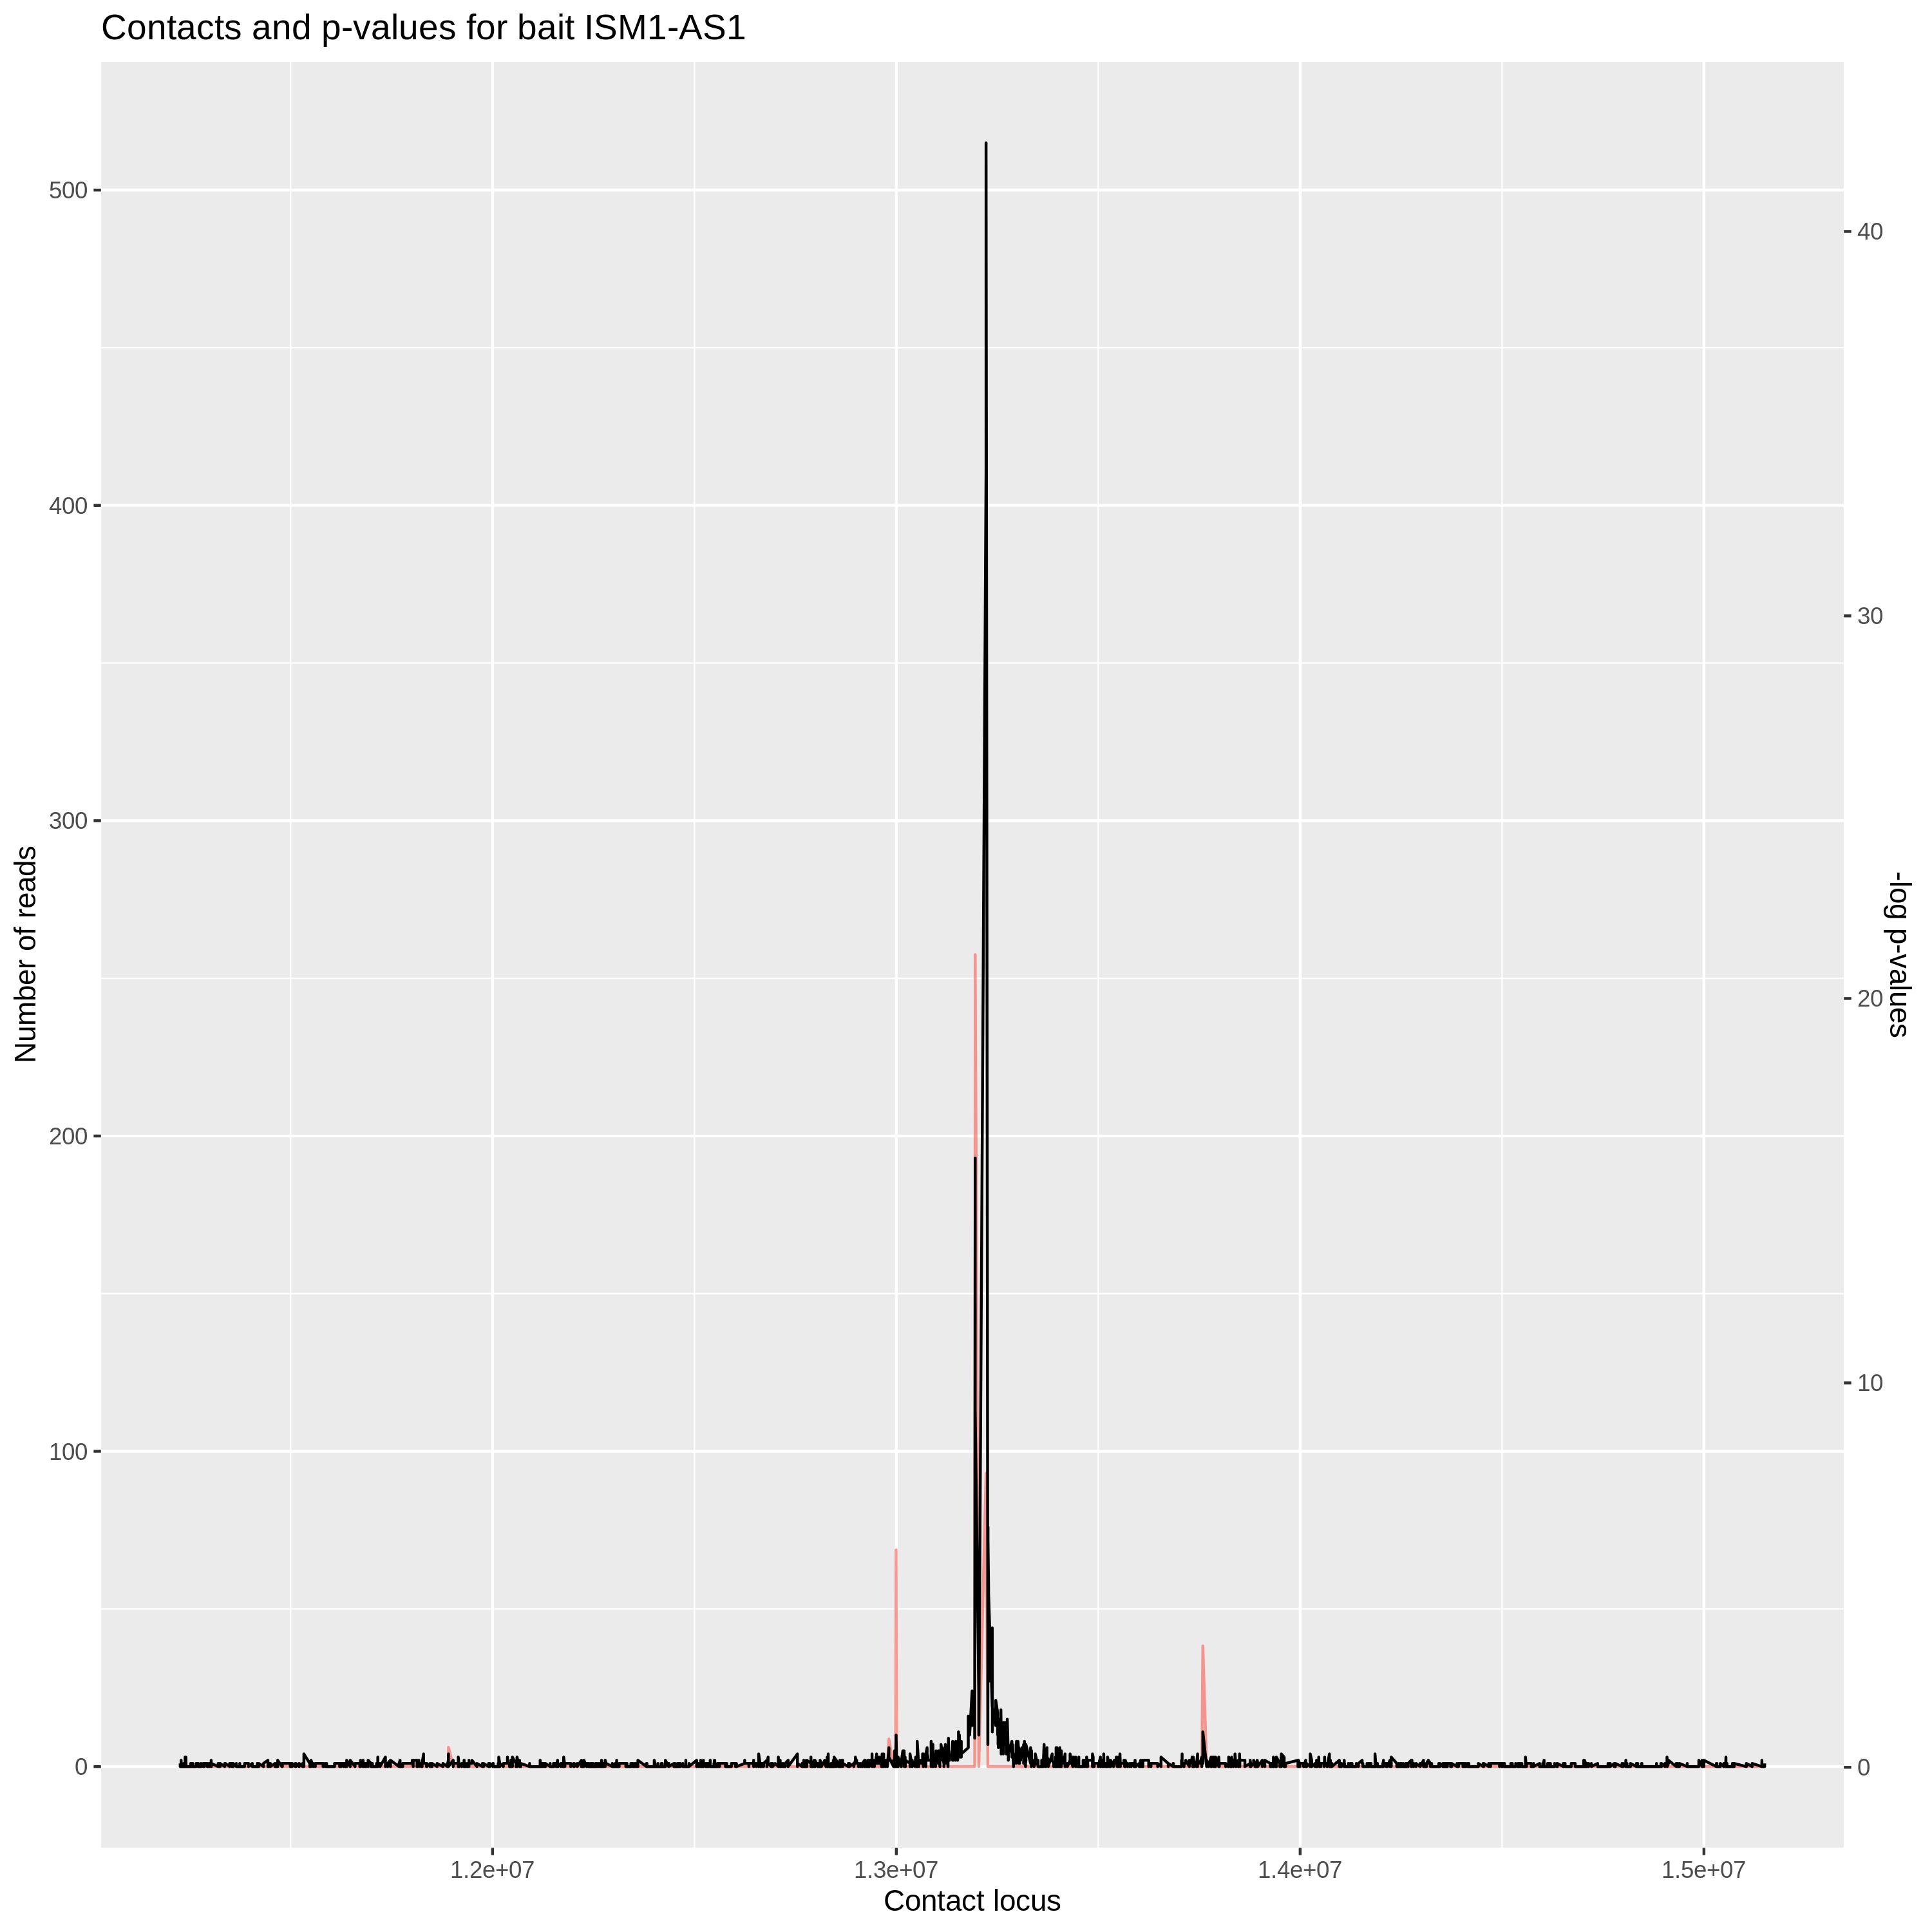 Contacts and p-values for bait ISM1-AS1
500
400
300
200
100
0
Number of reads
40
30
20
10
0
-log p-values
1.2e+07
1.3e+07
1.4e+07
1.5e+07
Contact locus